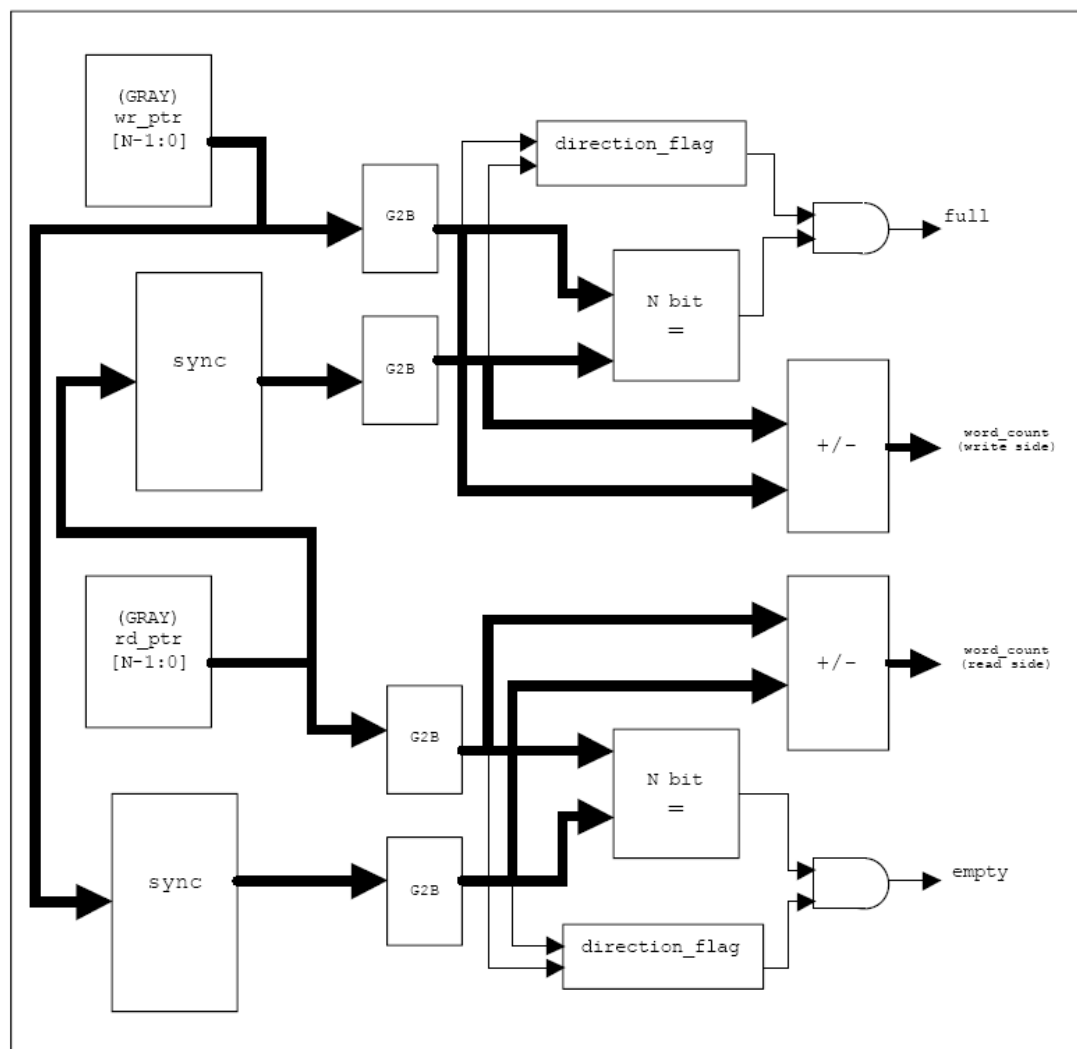 (GRAY)
wr_ptr
[N-1:0]
direction_flag
full
G2B
N bit
=
sync
G2B
+/-
word_count
(write side)
(GRAY)
rd_ptr
[N-1:0]
+/-
word_count
(read side)
G2B
N bit
=
sync
G2B
empty
direction_flag